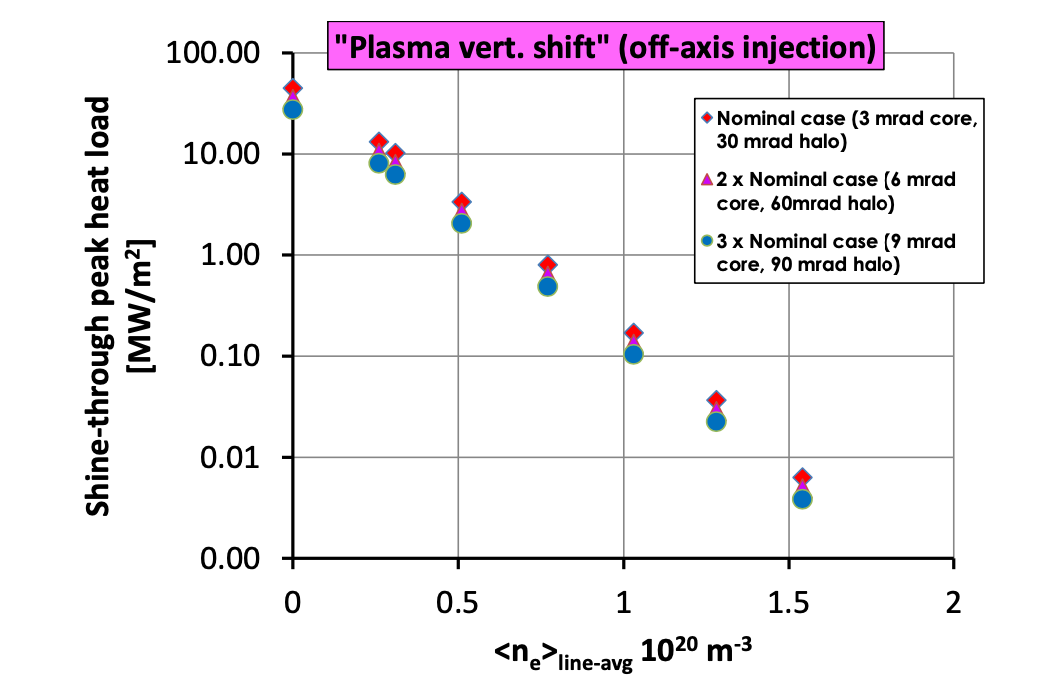 "Plasma vert. shift" (off-axis injection)
100.00
10.00
1.00
0.10
0.01
0.00
Shine-through peak heat load
[MW/m²]
Nominal case (3 mrad core,
30 mrad halo)
2 x Nominal case (6 mrad
core, 60mrad halo)
3 x Nominal case (9 mrad
core, 90 mrad halo)
0
0.5
1
1.5
2
<nₑ>line-avg 10²⁰ m⁻³